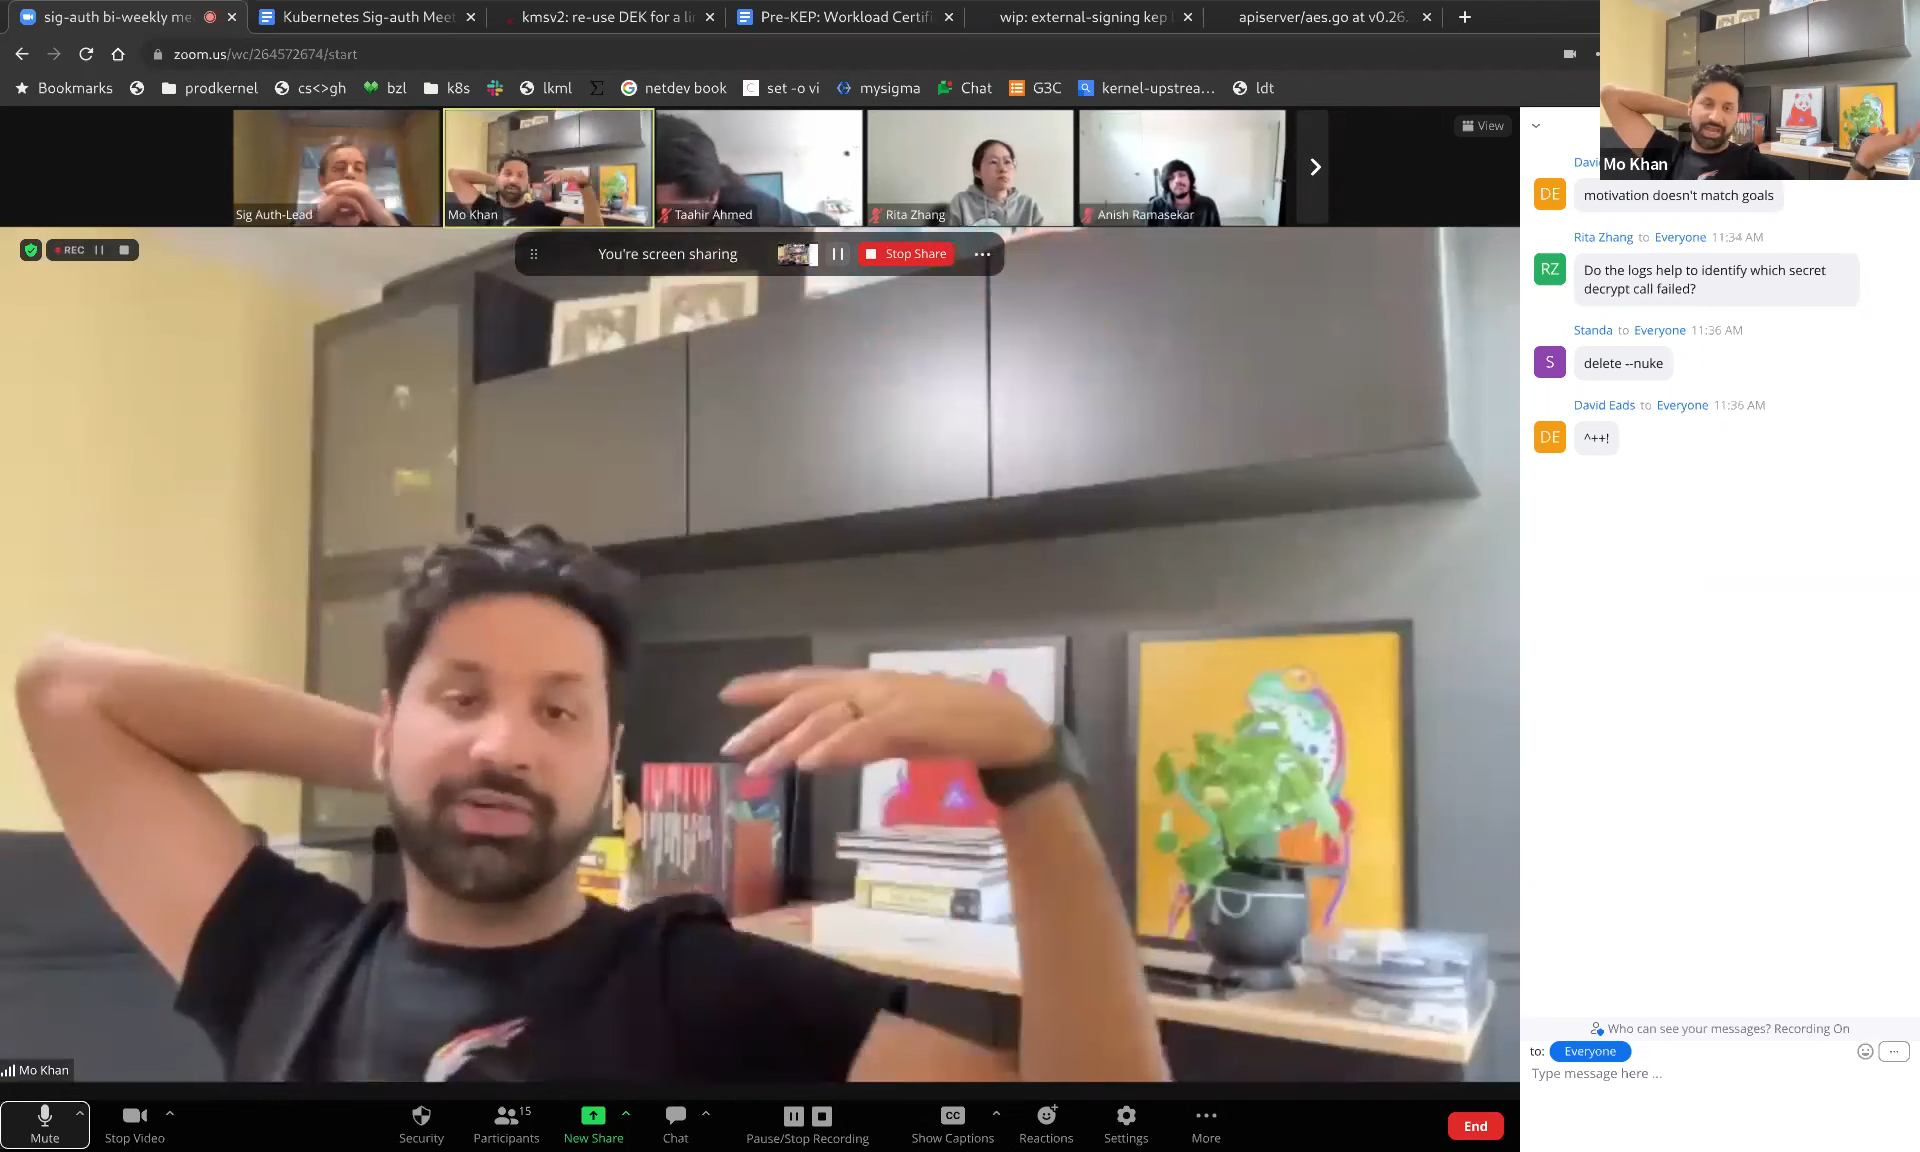 sig-auth bi-weekly me
Kubernetes Sig-auth Meet
kmsv2: re-use DEK for a li
Pre-KEP: Workload Certifi
wip: external-signing kep
apiserver/aes.go at v0.26.
zoom.us/wc/264572674/start
Bookmarks
prodkernel
cs<>gh
bzl
k8s
lkml
netdev book
set -o vi
mysigma
Chat
G3C
kernel-upstrea...
ldt
Mo Khan
Sig Auth-Lead
Mo Khan
Taahir Ahmed
Rita Zhang
Anish Ramasekar
View
REC
You're screen sharing
Stop Share
Davi
DE
motivation doesn't match goals
Rita Zhang to Everyone 11:34 AM
RZ
Do the logs help to identify which secret
decrypt call failed?
Standa to Everyone 11:36 AM
S
delete --nuke
David Eads to Everyone 11:36 AM
DE
^++!
Who can see your messages? Recording On
to: Everyone
Type message here ...
Mo Khan
Mute
Stop Video
Security
Participants
15
New Share
Chat
Pause/Stop Recording
CC
Show Captions
Reactions
Settings
More
End